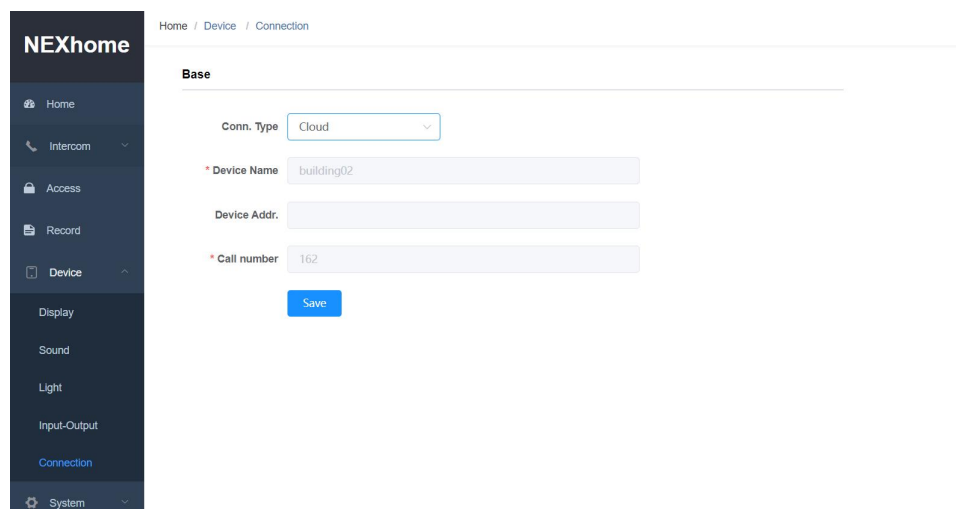 NEXhome
Home
Intercom
Access
Record
Device
Display
Sound
Light
Input-Output
Connection
System
Home / Device / Connection
Base
Conn. Type Cloud
* Device Name building02
Device Addr.
* Call number 162
Save